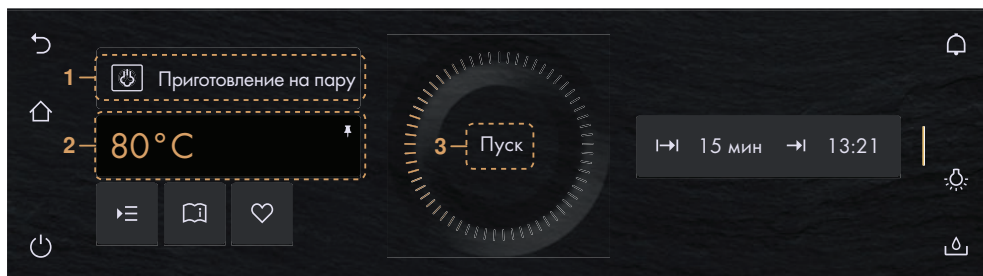 1
Приготовление на пару
2
80°C
3
Пуск
15 мин 13:21